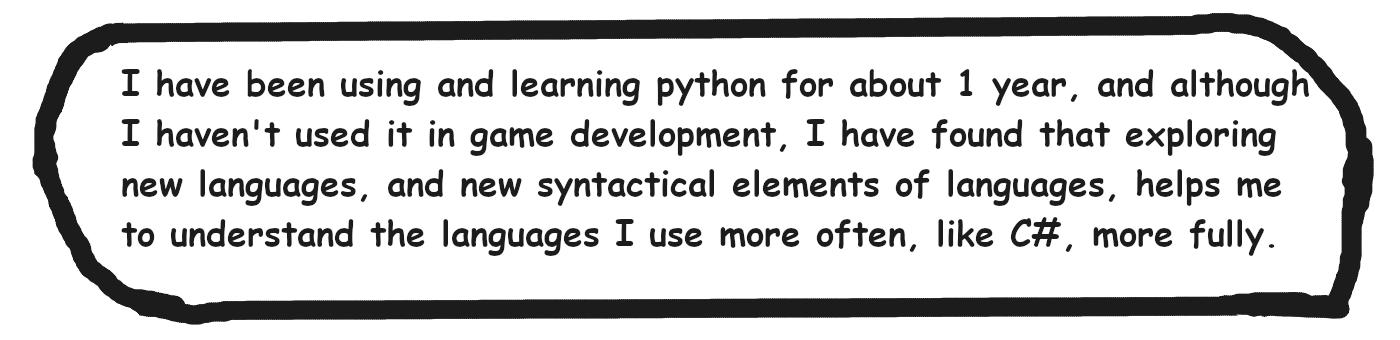 I have been using and learning python for about 1 year, and although
I haven't used it in game development, I have found that exploring
new languages, and new syntactical elements of languages, helps me
to understand the languages I use more often, like C#, more fully.